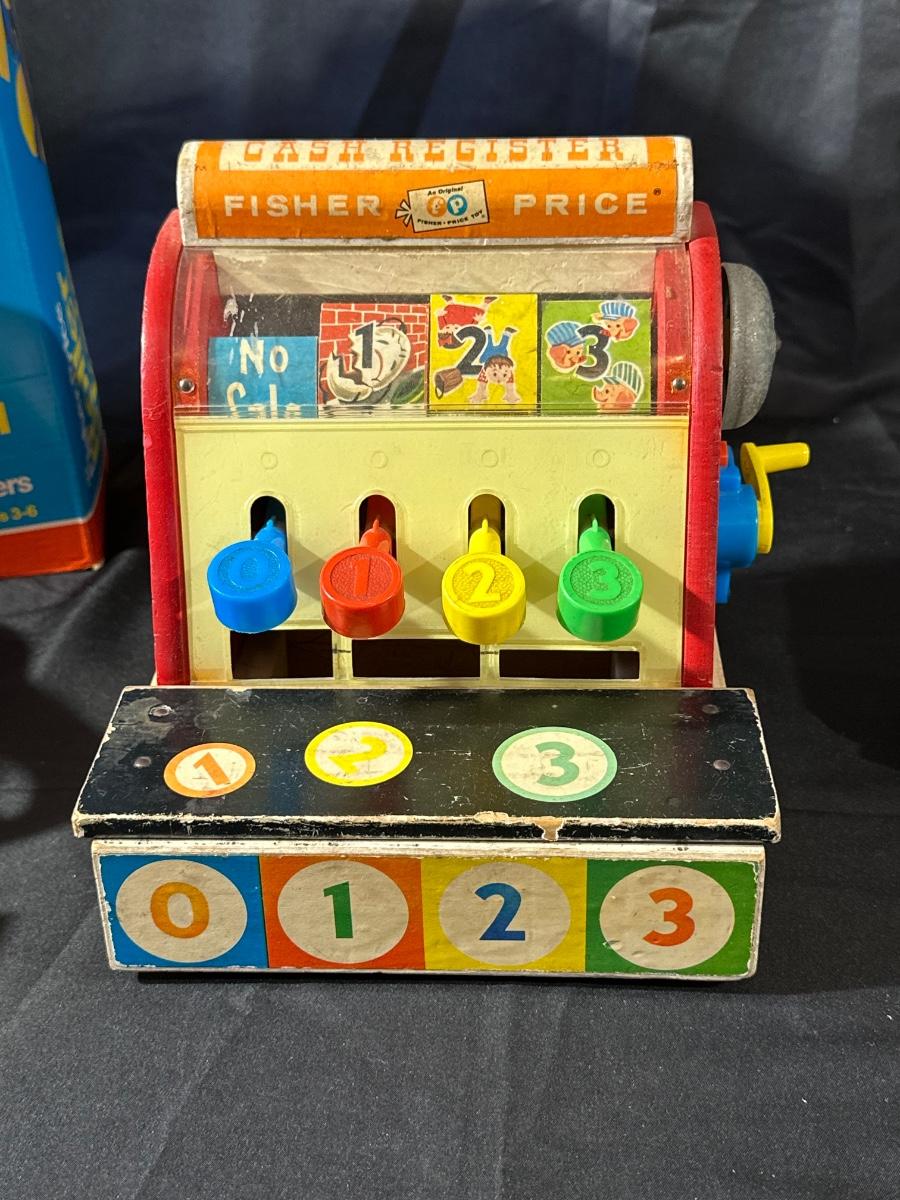 CASH REGISTER
FISHER PRICE®
An Original
FP
FISHER-PRICE TOY
No
Sale
1
2
3
0
1
2
3
1
2
3
0
1
2
3
ers
3-6